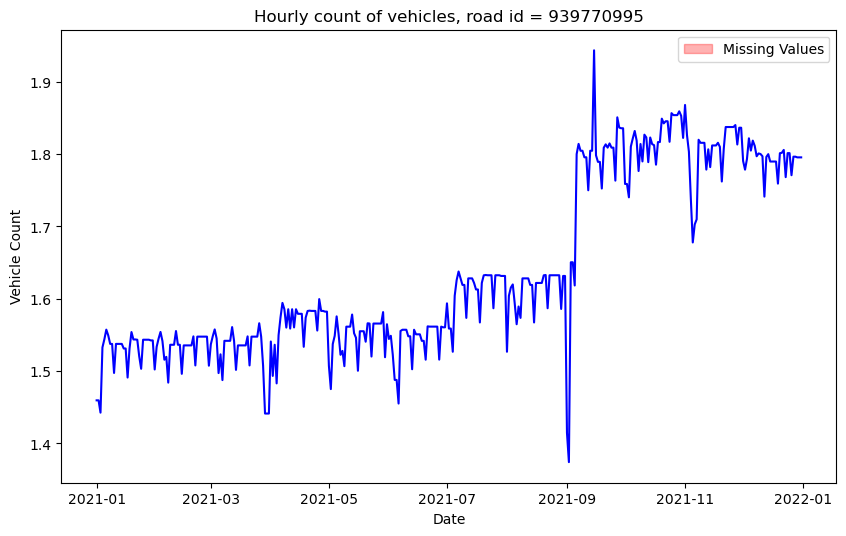 Hourly count of vehicles, road id = 939770995
Missing Values
Vehicle Count
1.9
1.8
1.7
1.6
1.5
1.4
2021-01 2021-03 2021-05 2021-07 2021-09 2021-11 2022-01
Date